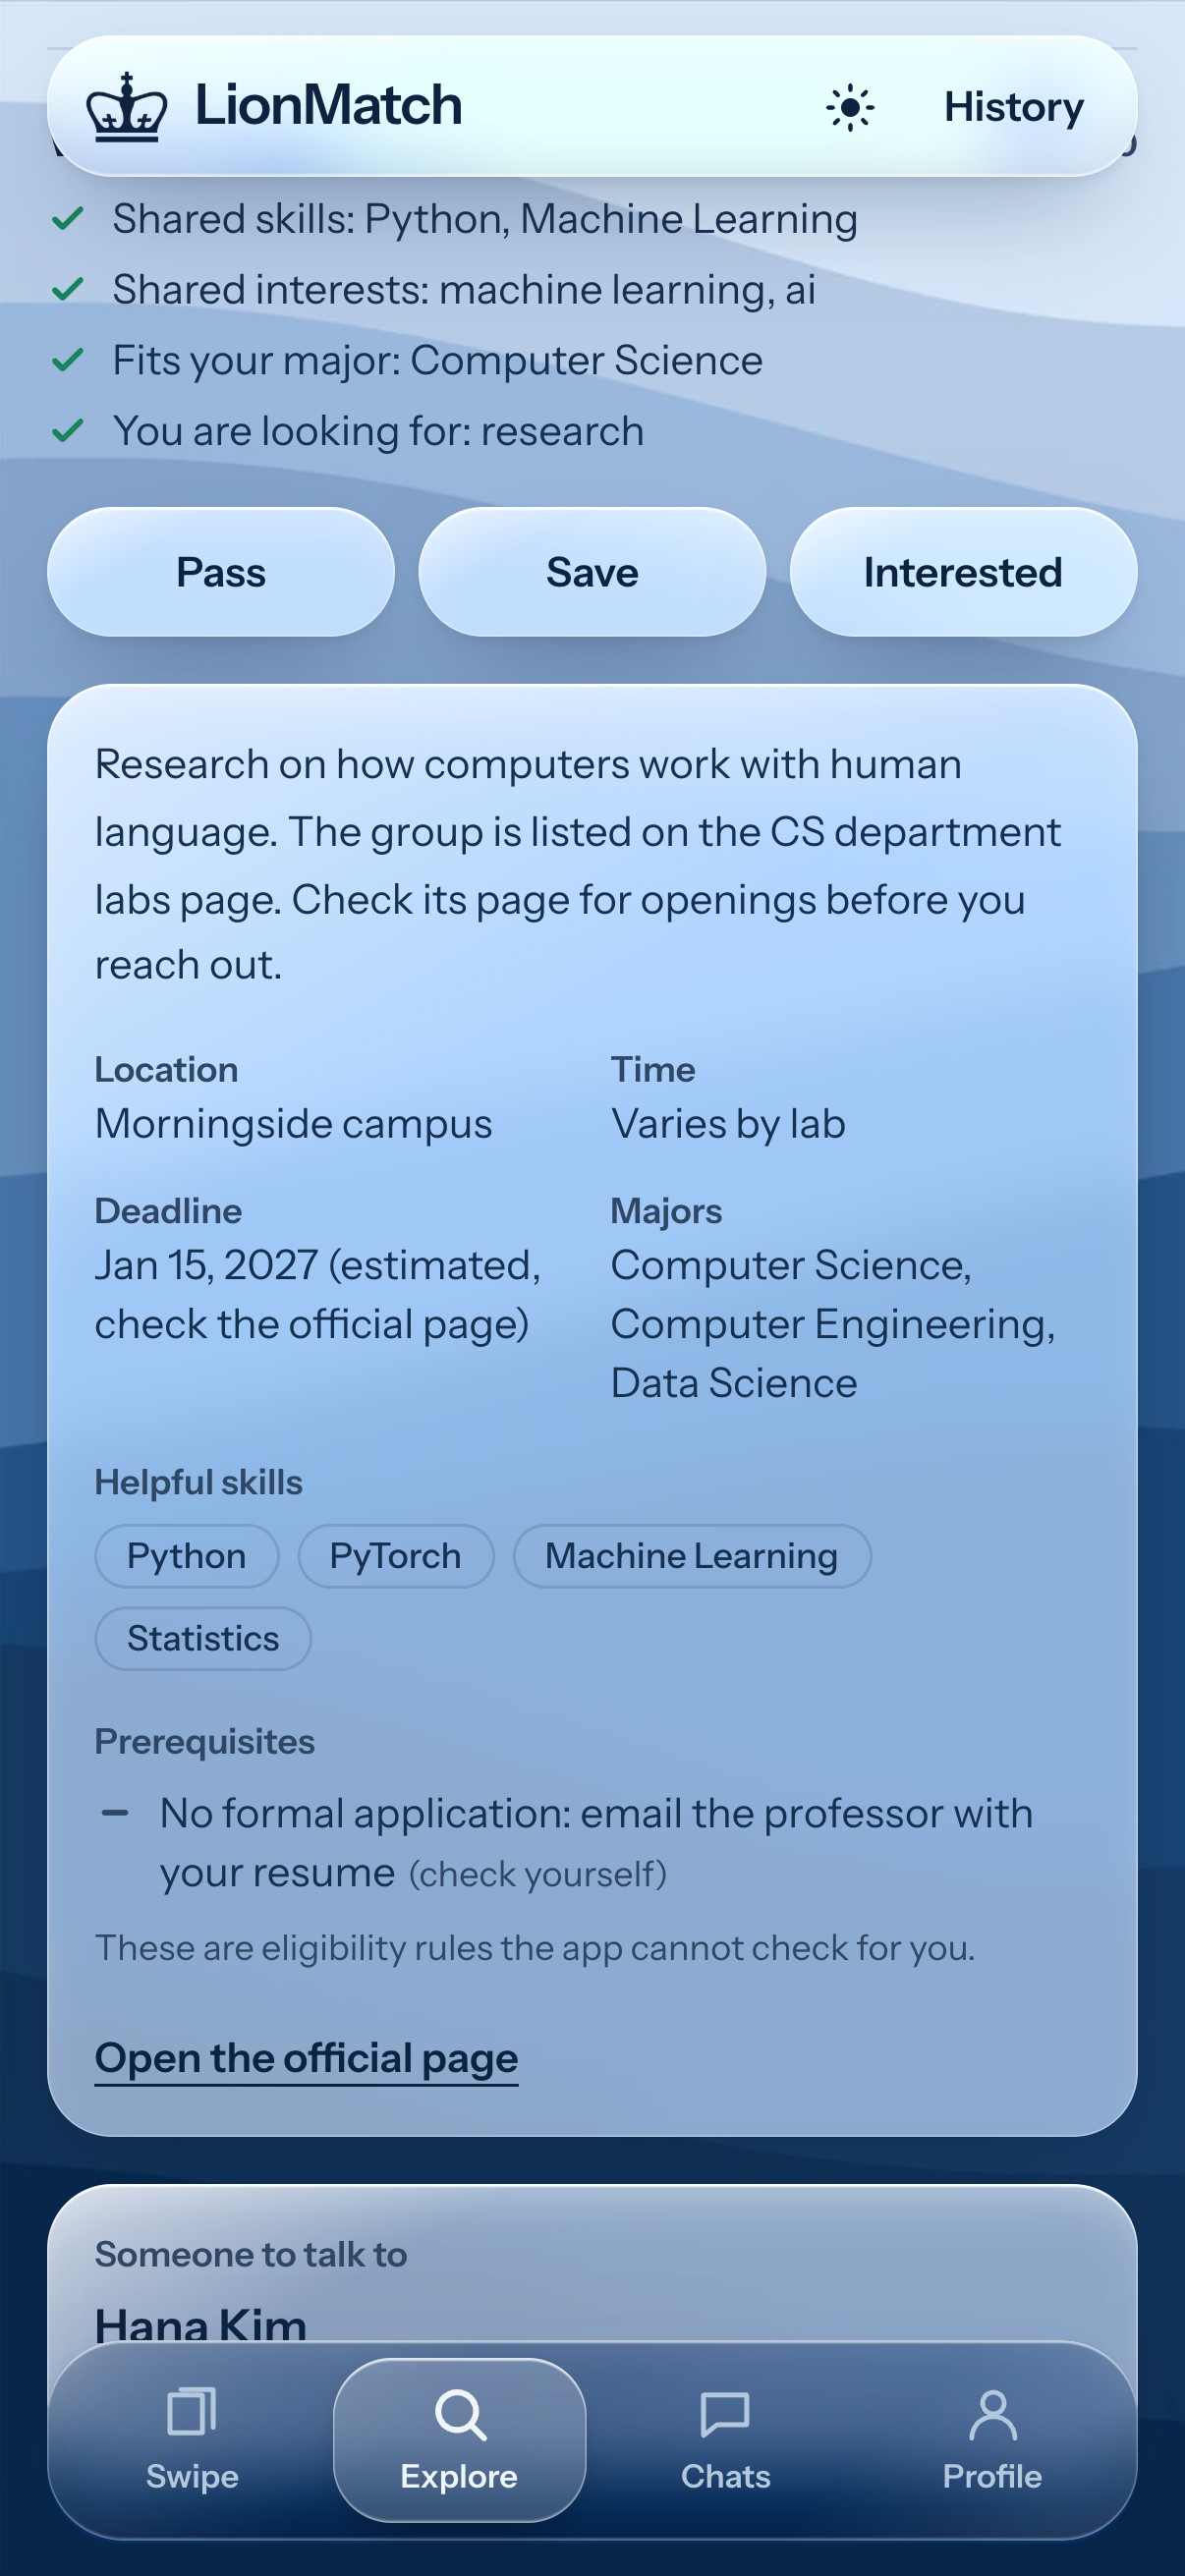 LionMatch
History
Shared skills: Python, Machine Learning
Shared interests: machine learning, ai
Fits your major: Computer Science
You are looking for: research
Pass
Save
Interested
Research on how computers work with human
language. The group is listed on the CS department
labs page. Check its page for openings before you
reach out.
Location
Morningside campus
Time
Varies by lab
Deadline
Jan 15, 2027 (estimated,
check the official page)
Majors
Computer Science,
Computer Engineering,
Data Science
Helpful skills
Python
PyTorch
Machine Learning
Statistics
Prerequisites
No formal application: email the professor with
your resume (check yourself)
These are eligibility rules the app cannot check for you.
Open the official page
Someone to talk to
Hana Kim
Swipe
Explore
Chats
Profile